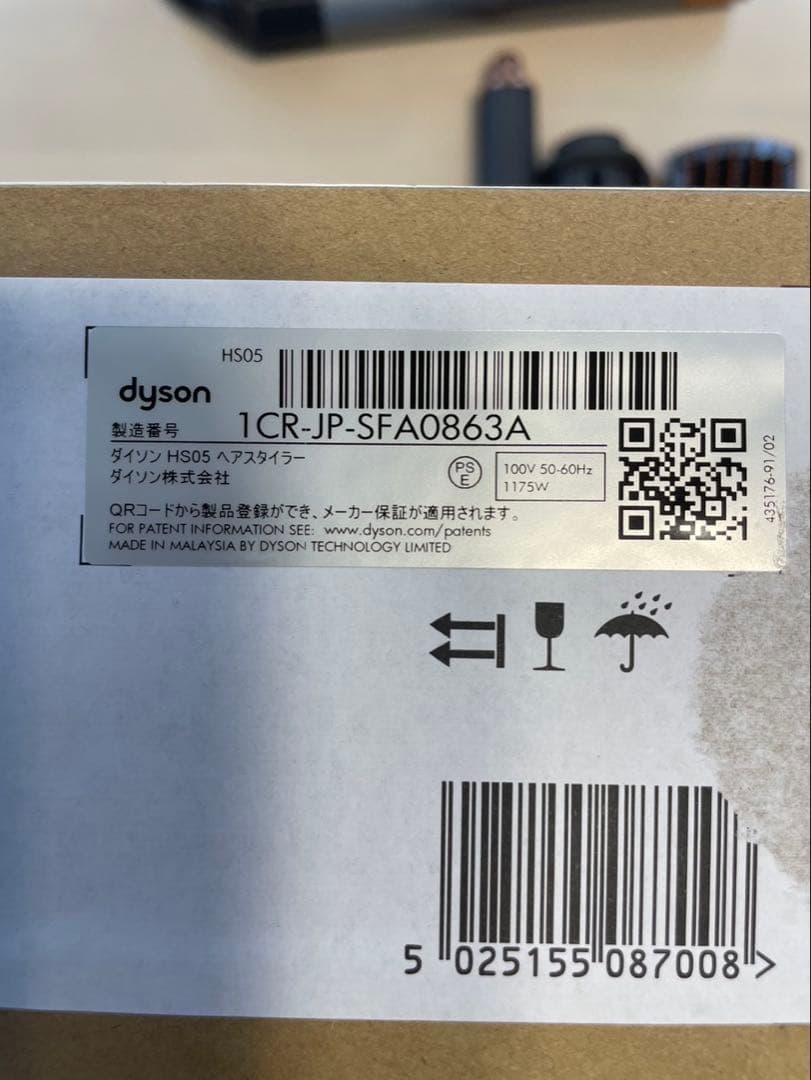 HS05
dyson
製造番号 1CR-JP-SFA0863A
ダイソン HS05 ヘアスタイラー
ダイソン株式会社
PS
E
100V 50-60Hz
1175W
QRコードから製品登録ができ、メーカー保証が適用されます。
FOR PATENT INFORMATION SEE: www.dyson.com/patents
MADE IN MALAYSIA BY DYSON TECHNOLOGY LIMITED
435176-91/02
5 025155 087008 >